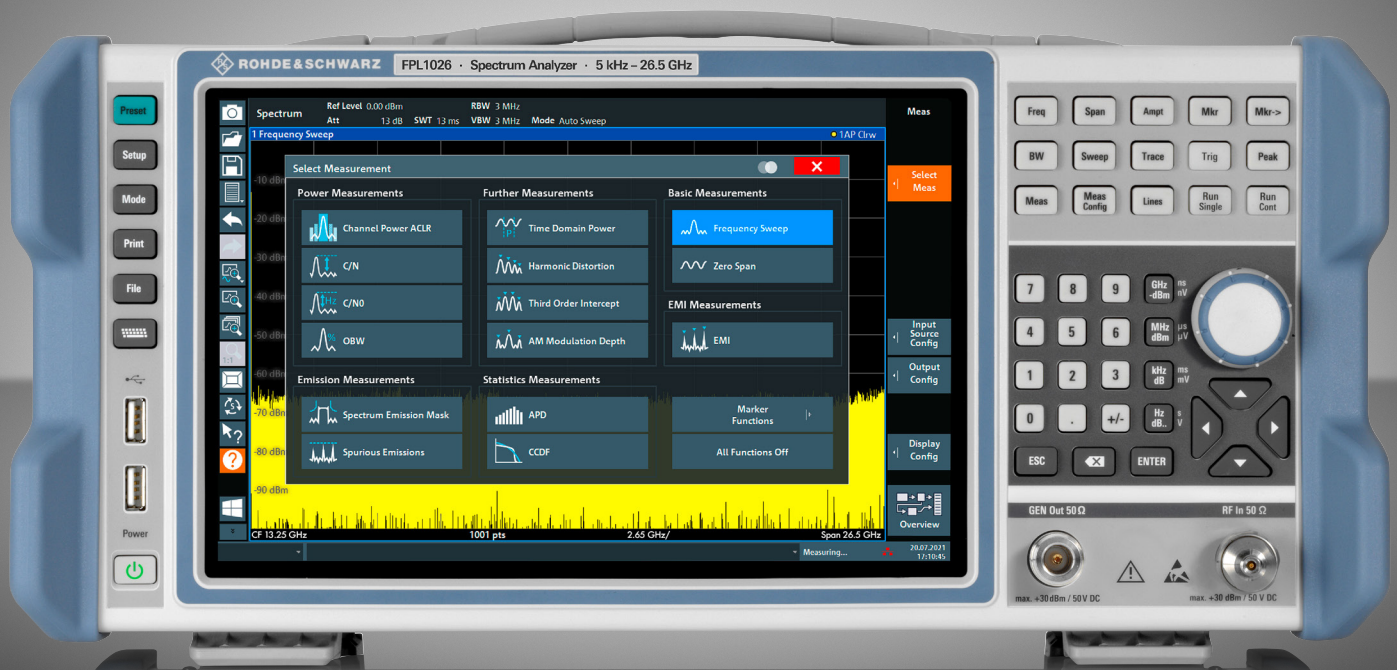 ROHDE&SCHWARZ FPL1026 · Spectrum Analyzer · 5 kHz – 26.5 GHz
Preset
Setup
Mode
Print
File
Power
Spectrum
Ref Level 0.00 dBm RBW 3 MHz
Att 13 dB SWT 13 ms VBW 3 MHz Mode Auto Sweep
1 Frequency Sweep
1AP Clrw
Select Measurement
Power Measurements
Channel Power ACLR
C/N
C/N0
OBW
Further Measurements
Time Domain Power
Harmonic Distortion
Third Order Intercept
AM Modulation Depth
Basic Measurements
Frequency Sweep
Zero Span
EMI Measurements
EMI
Emission Measurements
Spectrum Emission Mask
Spurious Emissions
Statistics Measurements
APD
CCDF
Marker
Functions
All Functions Off
-10 dBm
-20 dBm
-30 dBm
-40 dBm
-50 dBm
-60 dBm
-70 dBm
-80 dBm
-90 dBm
1:1
CF 13.25 GHz 1001 pts 2.65 GHz/ Span 26.5 GHz
Measuring...
20.07.2021
17:10:45
Meas
Select
Meas
Input
Source
Config
Output
Config
Display
Config
Overview
Freq Span Ampt Mkr Mkr->
BW Sweep Trace Trig Peak
Meas Meas Config Lines Run Single Run Cont
7 8 9 GHz -dBm ns nV
4 5 6 MHz dBm µs µV
1 2 3 kHz dB ms mV
0 . +/- Hz dB.. s V
ESC ENTER
GEN Out 50 Ω RF In 50 Ω
max. +30 dBm / 50 V DC max. +30 dBm / 50 V DC